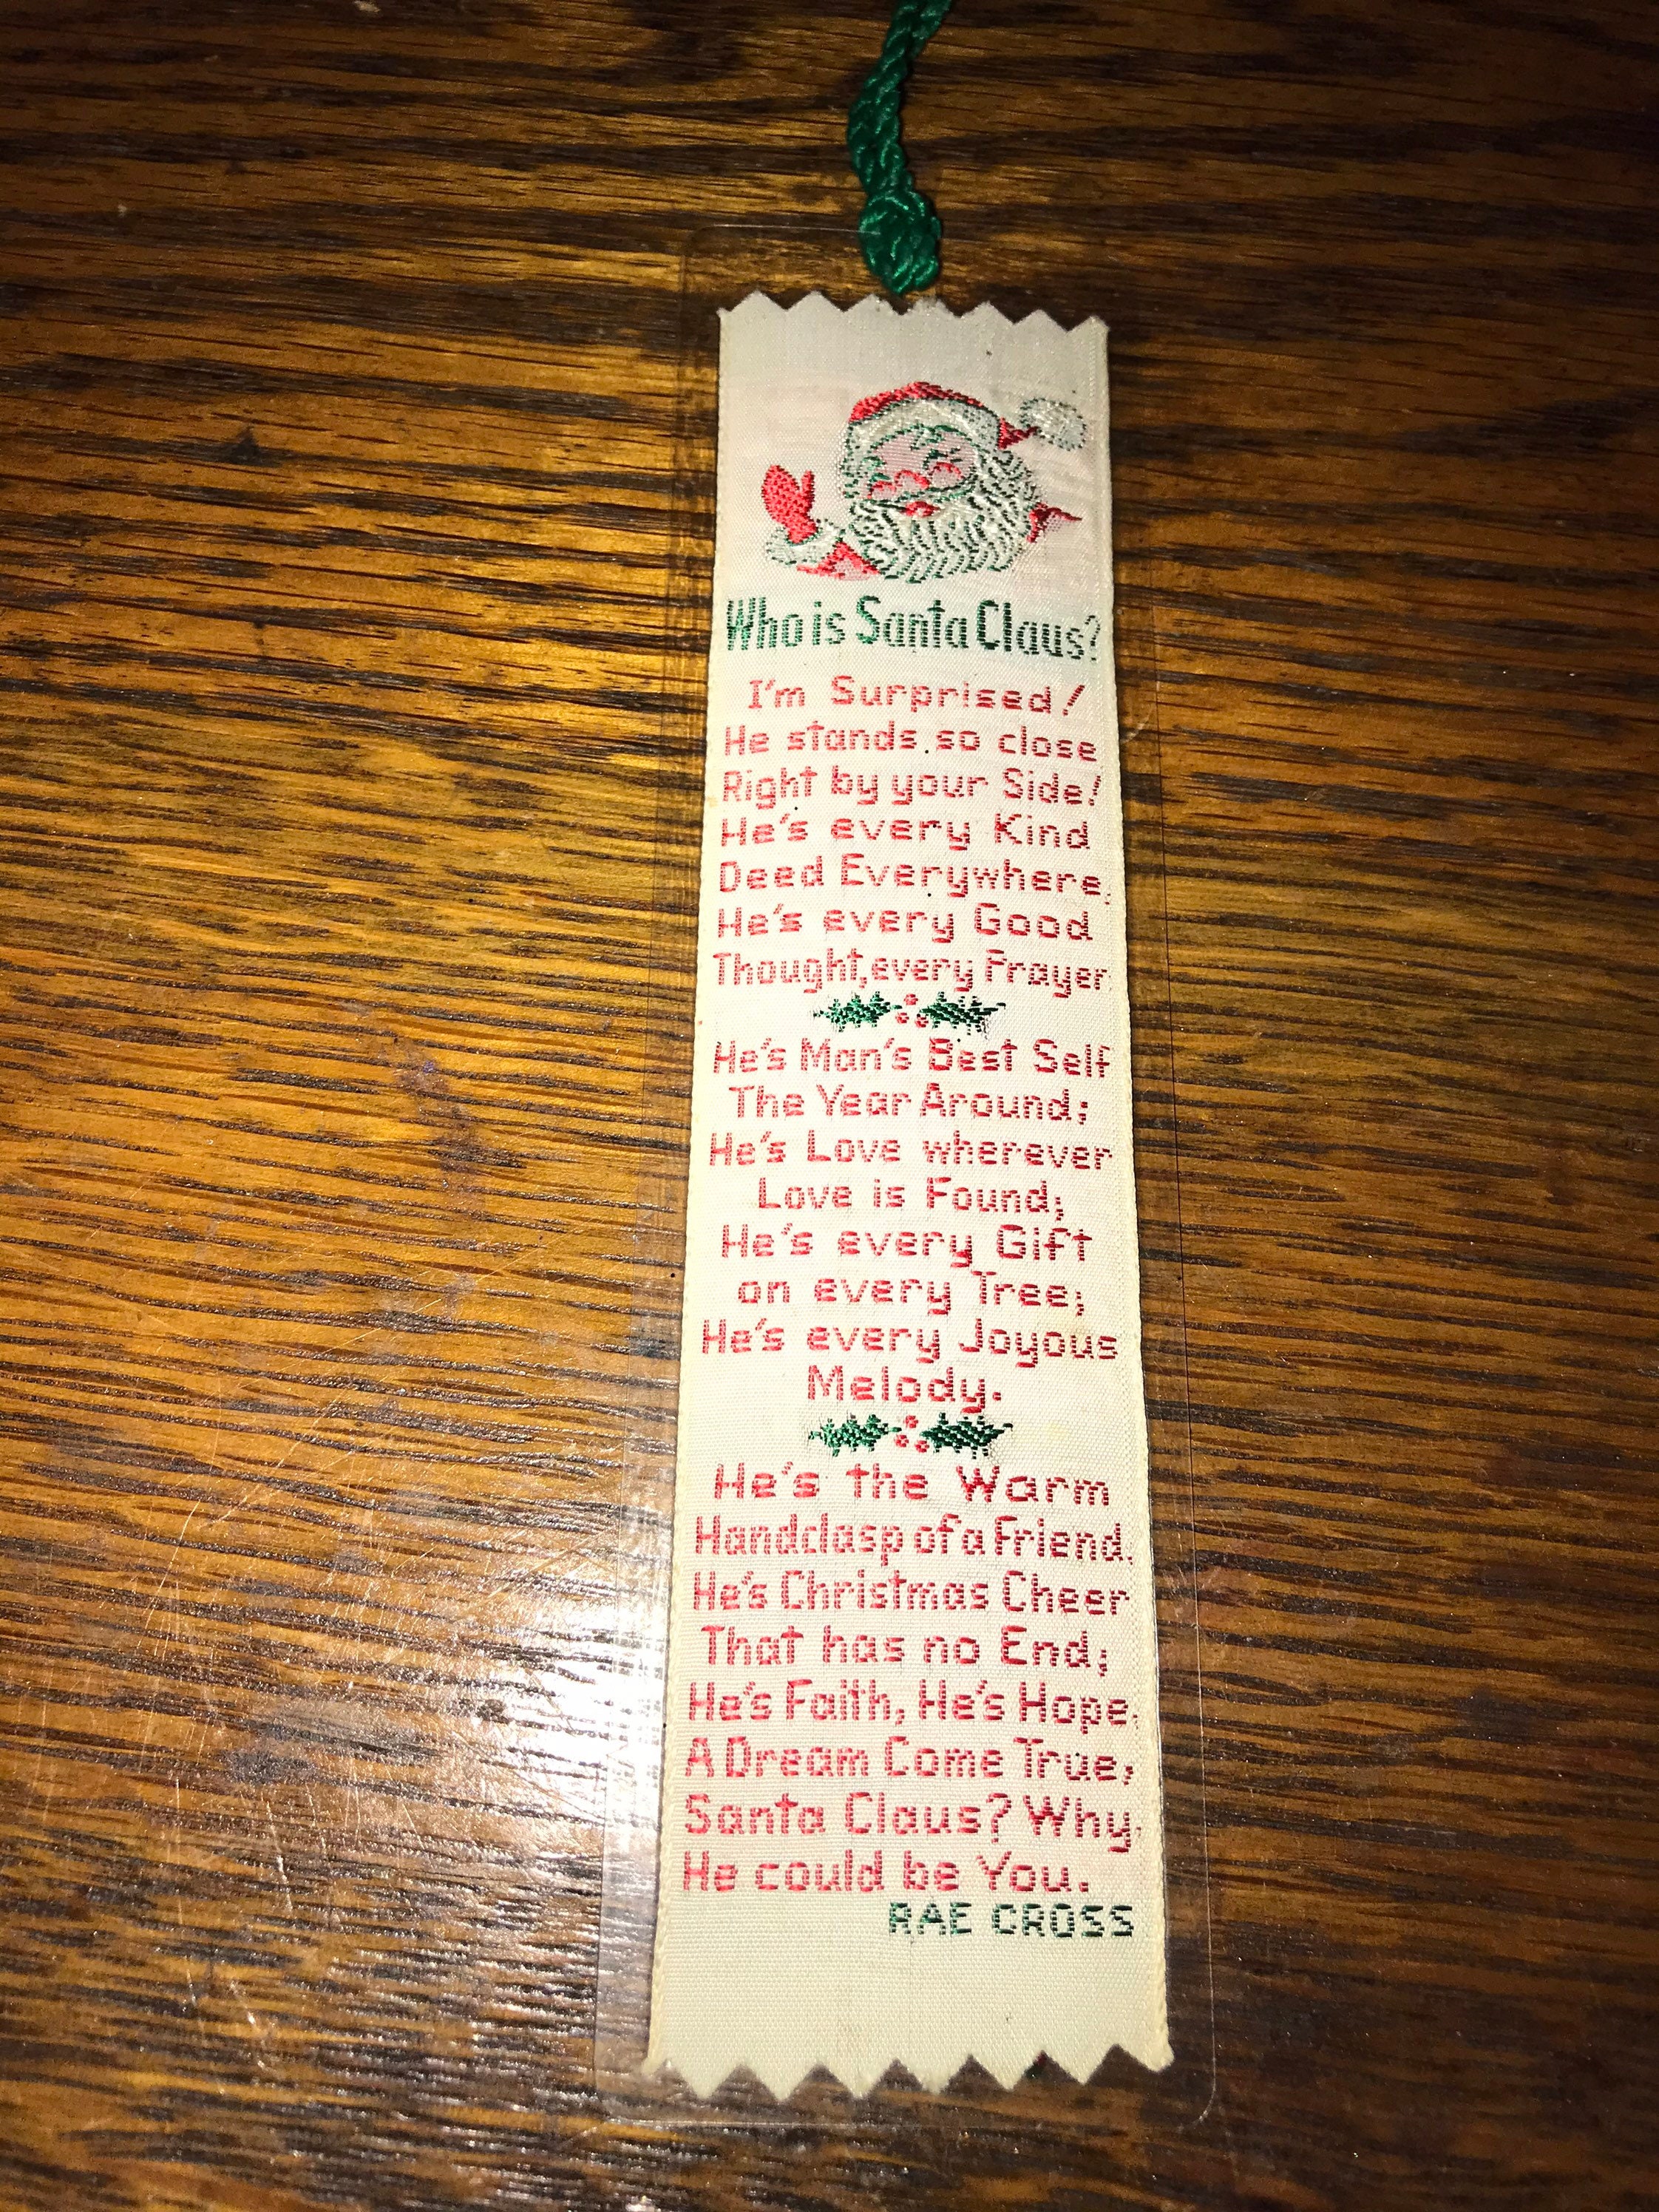 Who is Santa Claus?
I'm Surprised!
He stands so close
Right by your Side!
He's every Kind
Deed Everywhere,
He's every Good
Thought, every Prayer
He's Man's Best Self
The Year Around;
He's Love wherever
Love is Found;
He's every Gift
on every Tree;
He's every Joyous
Melody.
He's the Warm
Handclasp of a Friend,
He's Christmas Cheer
That has no End;
He's Faith, He's Hope,
A Dream Come True;
Santa Claus? Why,
He could be You.
RAE CROSS